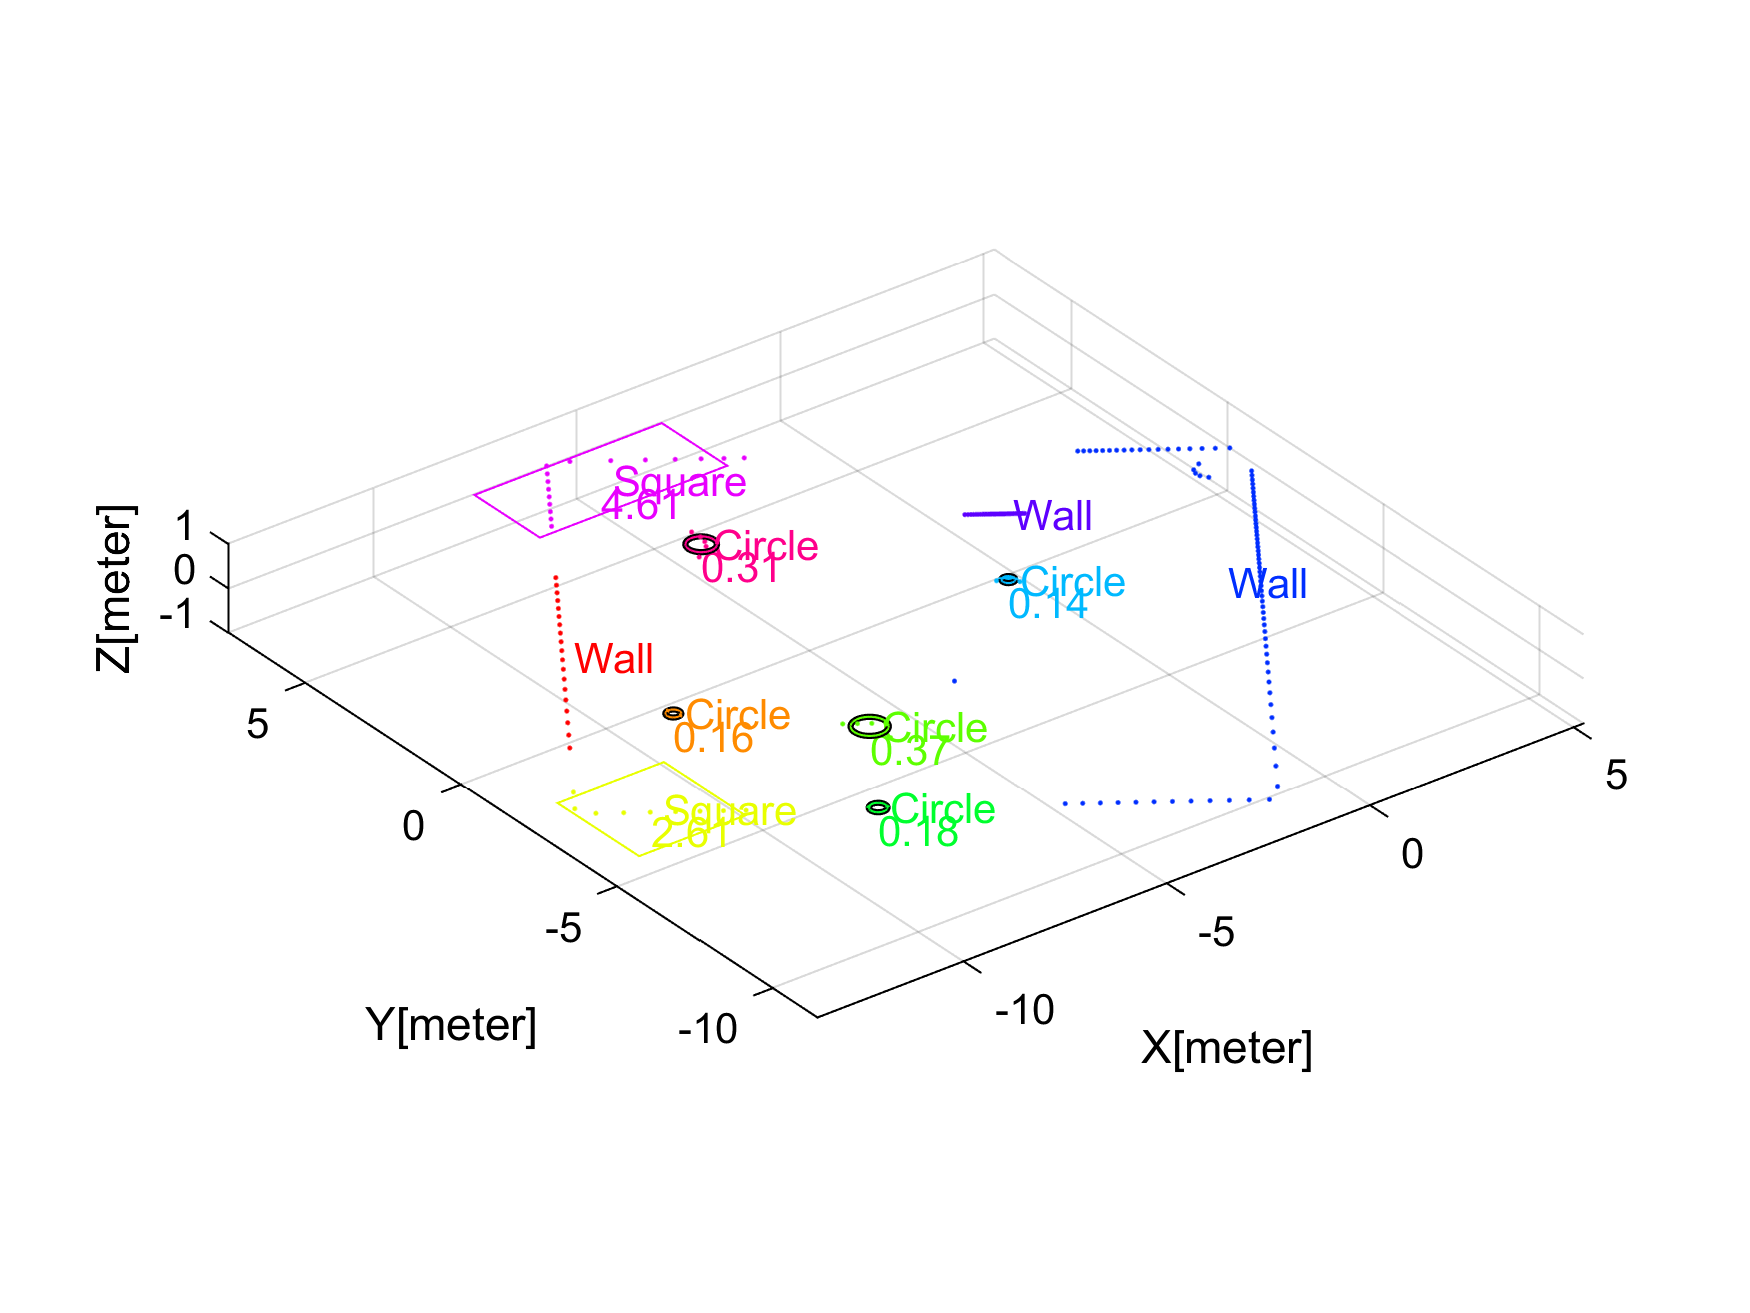 Square
4.61
Circle
0.31
Wall
Circle
0.14
Wall
Wall
Circle
0.16
Circle
0.37
Square
2.61
Circle
0.18
1
0
-1
Z[meter]
5
0
-5
-10
Y[meter]
5
0
-5
-10
X[meter]